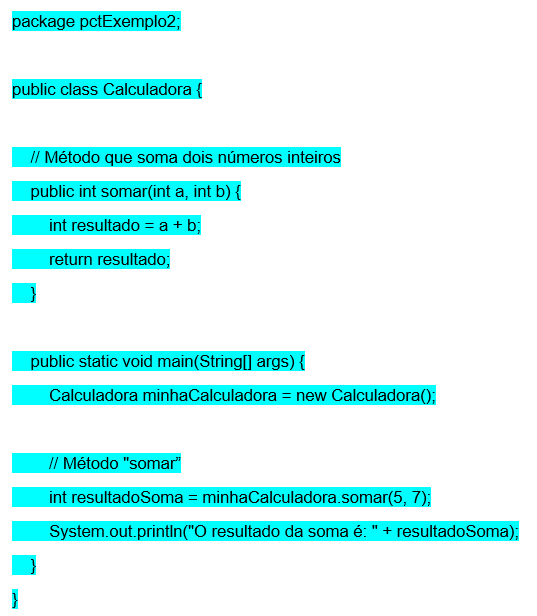 package pctExemplo2;
public class Calculadora {
// Método que soma dois números inteiros
public int somar(int a, int b) {
int resultado = a + b;
return resultado;
}
public static void main(String[] args) {
Calculadora minhaCalculadora = new Calculadora();
// Método "somar”
int resultadoSoma = minhaCalculadora.somar(5, 7);
System.out.println("O resultado da soma é: " + resultadoSoma);
}
}